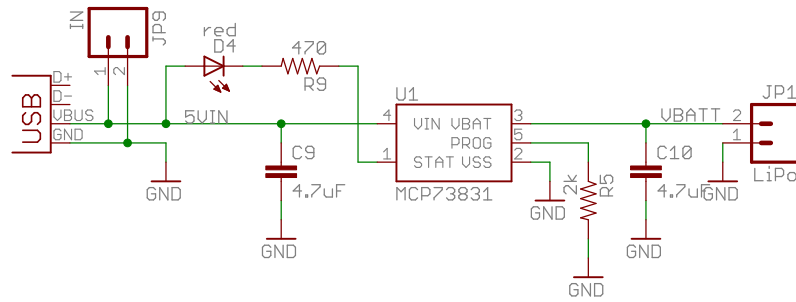 IN
JP9
1
2
red
D4
470
R9
USB
D+
D-
VBUS
GND
5VIN
GND
C9
4.7uF
GND
U1
4
1
VIN VBAT
PROG
STAT VSS
3
5
2
MCP73831
GND
2k
R5
GND
VBATT
C10
4.7uF
GND
JP1
2
1
LiPo
GND